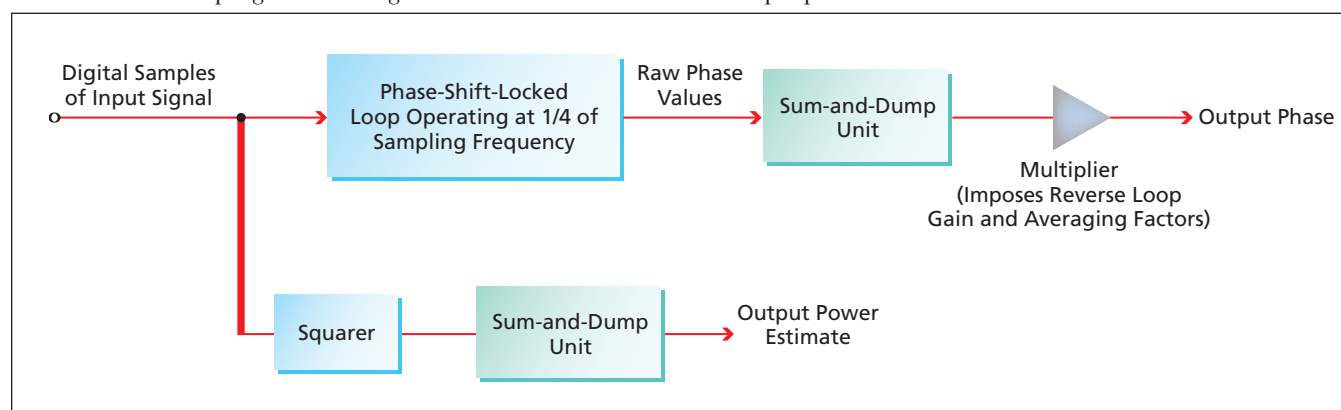 Digital Samples
of Input Signal
Phase-Shift-Locked
Loop Operating at 1/4 of
Sampling Frequency
Raw Phase
Values
Sum-and-Dump
Unit
Output Phase
Multiplier
(Imposes Reverse Loop
Gain and Averaging Factors)
Squarer
Sum-and-Dump
Unit
Output Power
Estimate